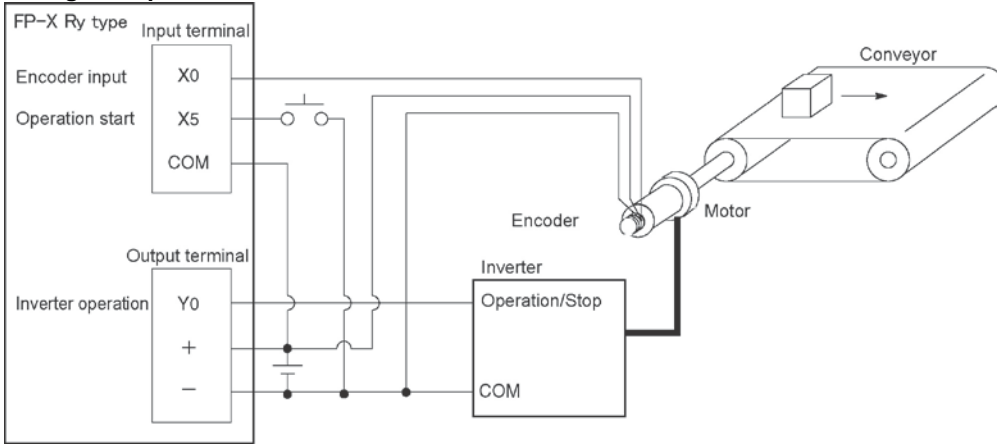 FP-X Ry type
Input terminal
Conveyor
Encoder input
X0
Operation start
X5
COM
Encoder
Motor
Output terminal
Inverter
Inverter operation
Y0
Operation/Stop
+
−
COM